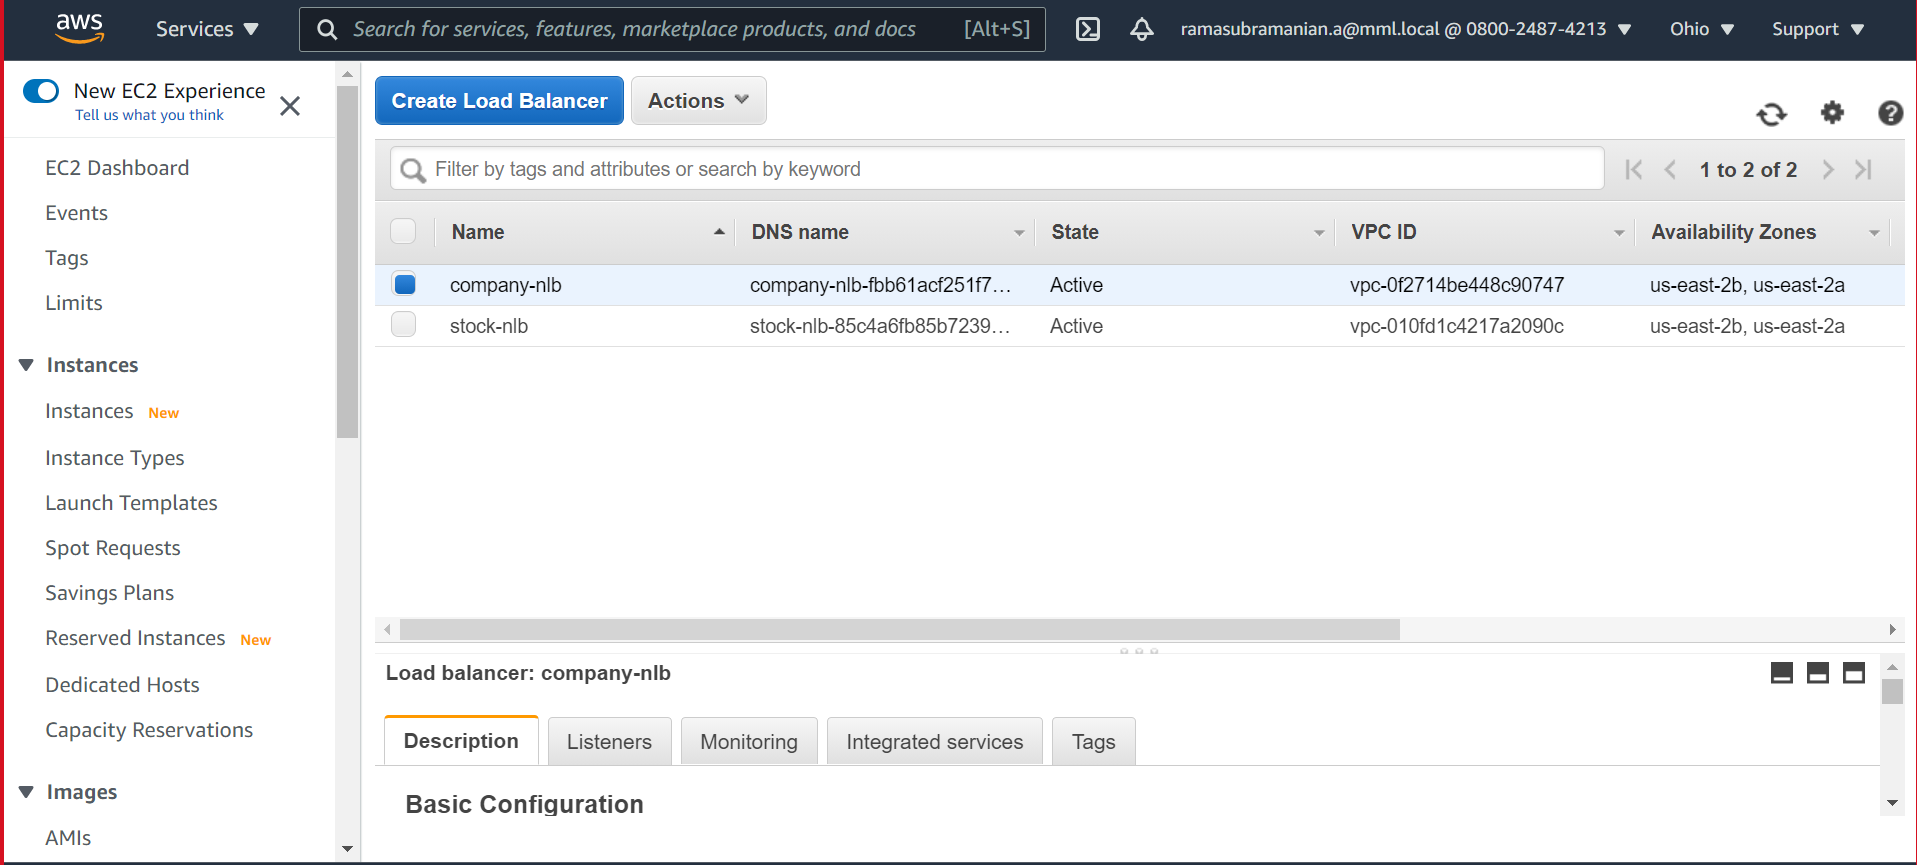 aws Services Search for services, features, marketplace products, and docs [Alt+S] ramasubramanian.a@mml.local @ 0800-2487-4213 Ohio Support
New EC2 Experience
Tell us what you think
EC2 Dashboard
Events
Tags
Limits
Instances
Instances New
Instance Types
Launch Templates
Spot Requests
Savings Plans
Reserved Instances New
Dedicated Hosts
Capacity Reservations
Images
AMIs
Create Load Balancer Actions
Filter by tags and attributes or search by keyword 1 to 2 of 2
Name DNS name State VPC ID Availability Zones
company-nlb company-nlb-fbb61acf251f7... Active vpc-0f2714be448c90747 us-east-2b, us-east-2a
stock-nlb stock-nlb-85c4a6fb85b7239... Active vpc-010fd1c4217a2090c us-east-2b, us-east-2a
Load balancer: company-nlb
Description Listeners Monitoring Integrated services Tags
Basic Configuration